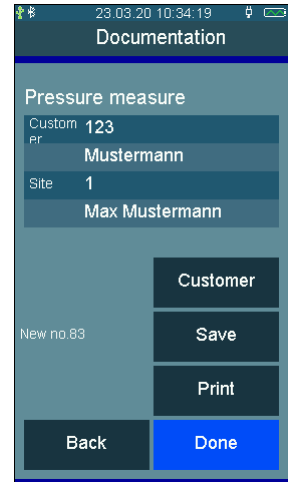 23.03.20 10:34:19
Documentation
Pressure measure
Custom 123
er
Mustermann
Site 1
Max Mustermann
Customer
New no.83 Save
Print
Back Done